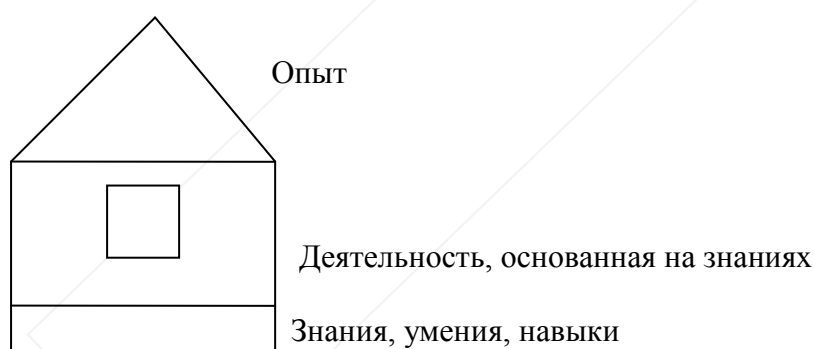 Опыт
Деятельность, основанная на знаниях
Знания, умения, навыки